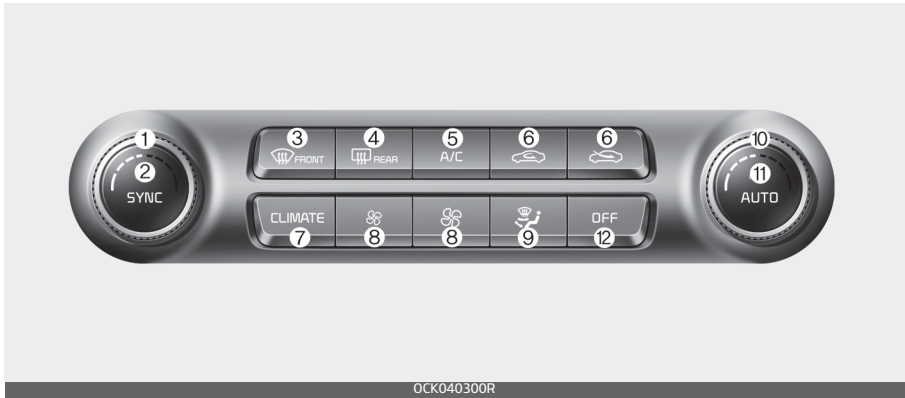 ① ③ ④ ⑤ ⑥ ⑥ ⑩
FRONT REAR A/C
② ⑪
SYNC AUTO
CLIMATE OFF
⑦ ⑧ ⑧ ⑨ ⑫
OCK040300R